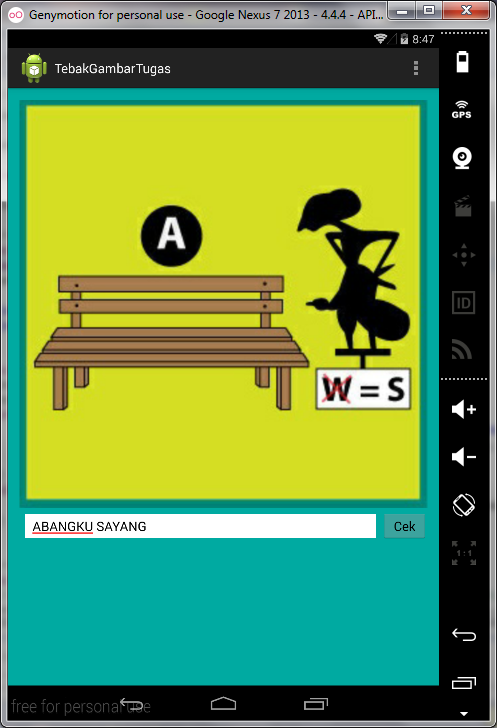 Genymotion for personal use - Google Nexus 7 2013 - 4.4.4 - API...
8:47
TebakGambarTugas
GPS
A
ID
W = S
ABANGKU SAYANG
Cek
1:1
free for personal use